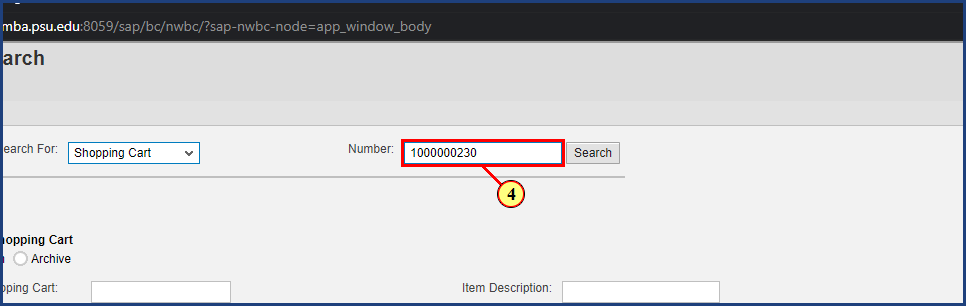 mba.psu.edu:8059/sap/bc/nwbc/?sap-nwbc-node=app_window_body
arch
earch For: Shopping Cart Number: 1000000230 Search
4
hopping Cart
Archive
pping Cart: Item Description: